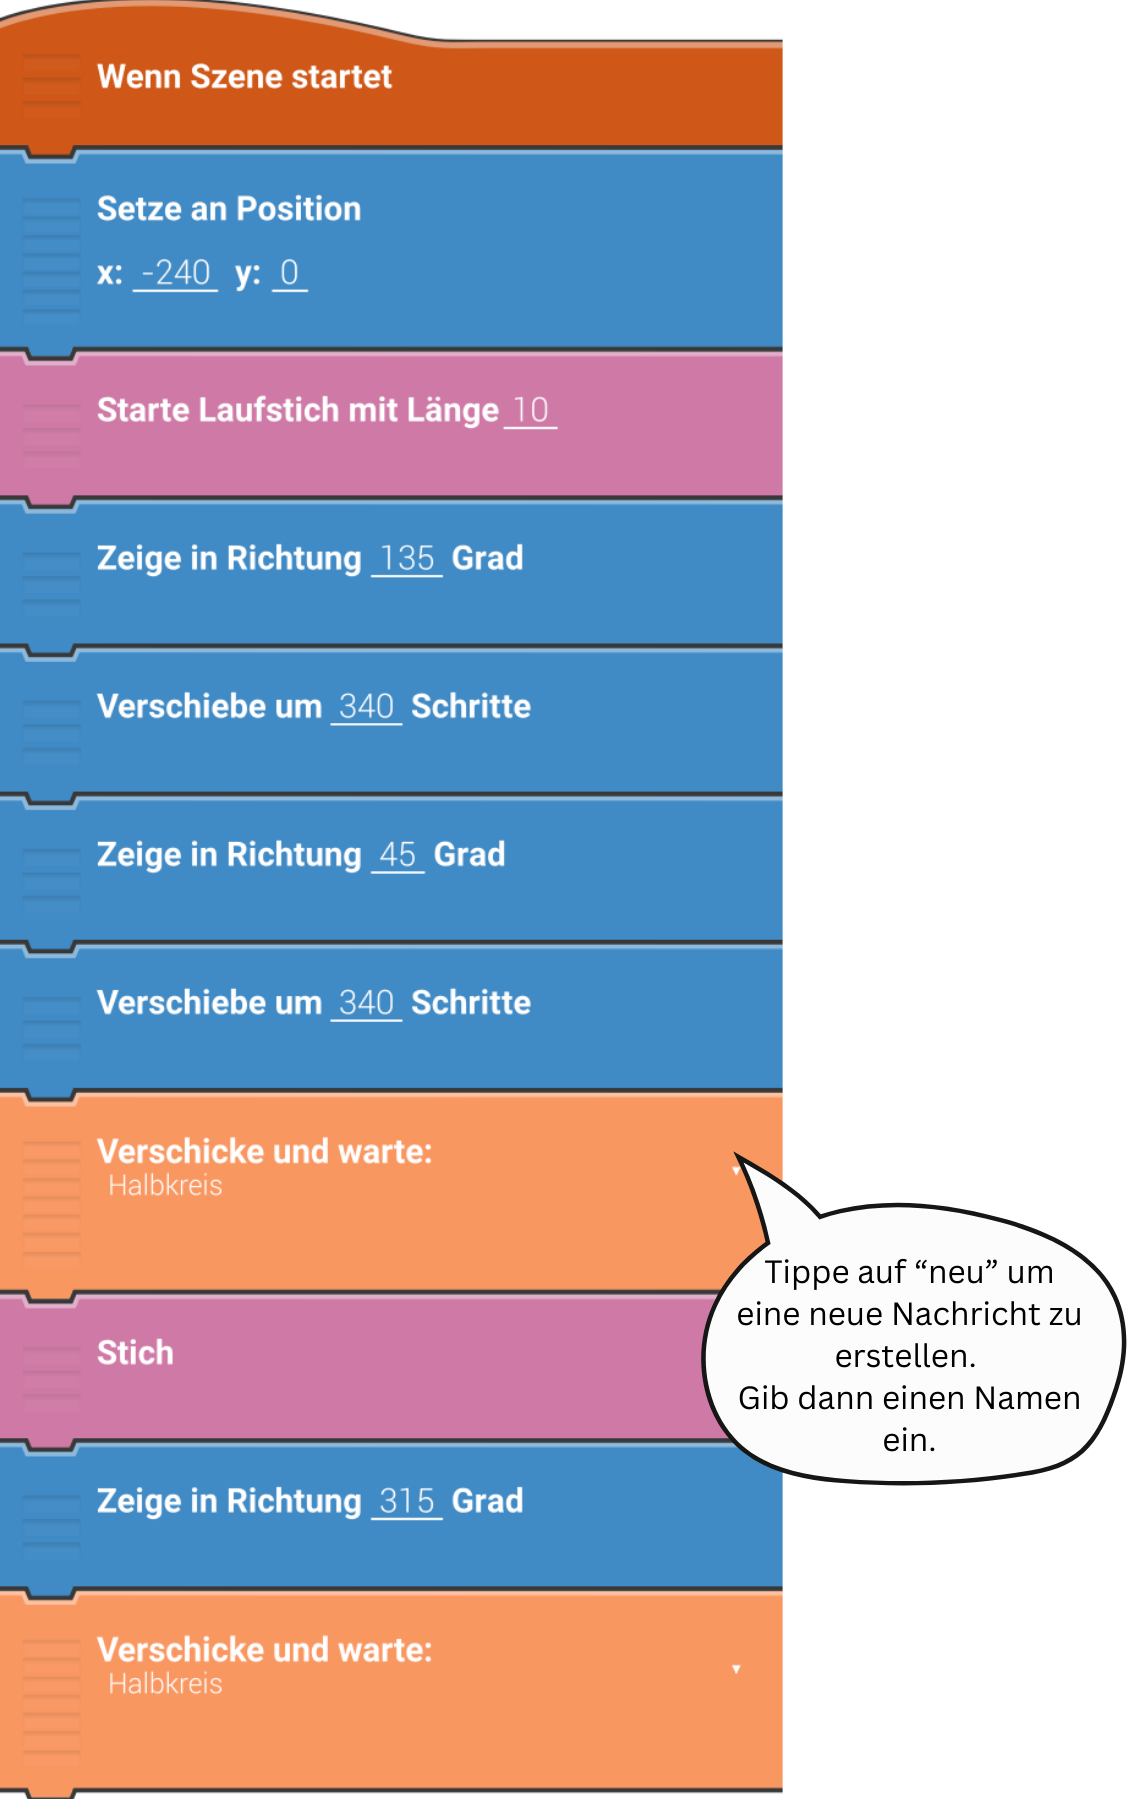 Wenn Szene startet
Setze an Position
x: -240 y: 0
Starte Laufstich mit Länge 10
Zeige in Richtung 135 Grad
Verschiebe um 340 Schritte
Zeige in Richtung 45 Grad
Verschiebe um 340 Schritte
Verschicke und warte:
Halbkreis
Tippe auf “neu” um
eine neue Nachricht zu
erstellen.
Gib dann einen Namen
ein.
Stich
Zeige in Richtung 315 Grad
Verschicke und warte:
Halbkreis